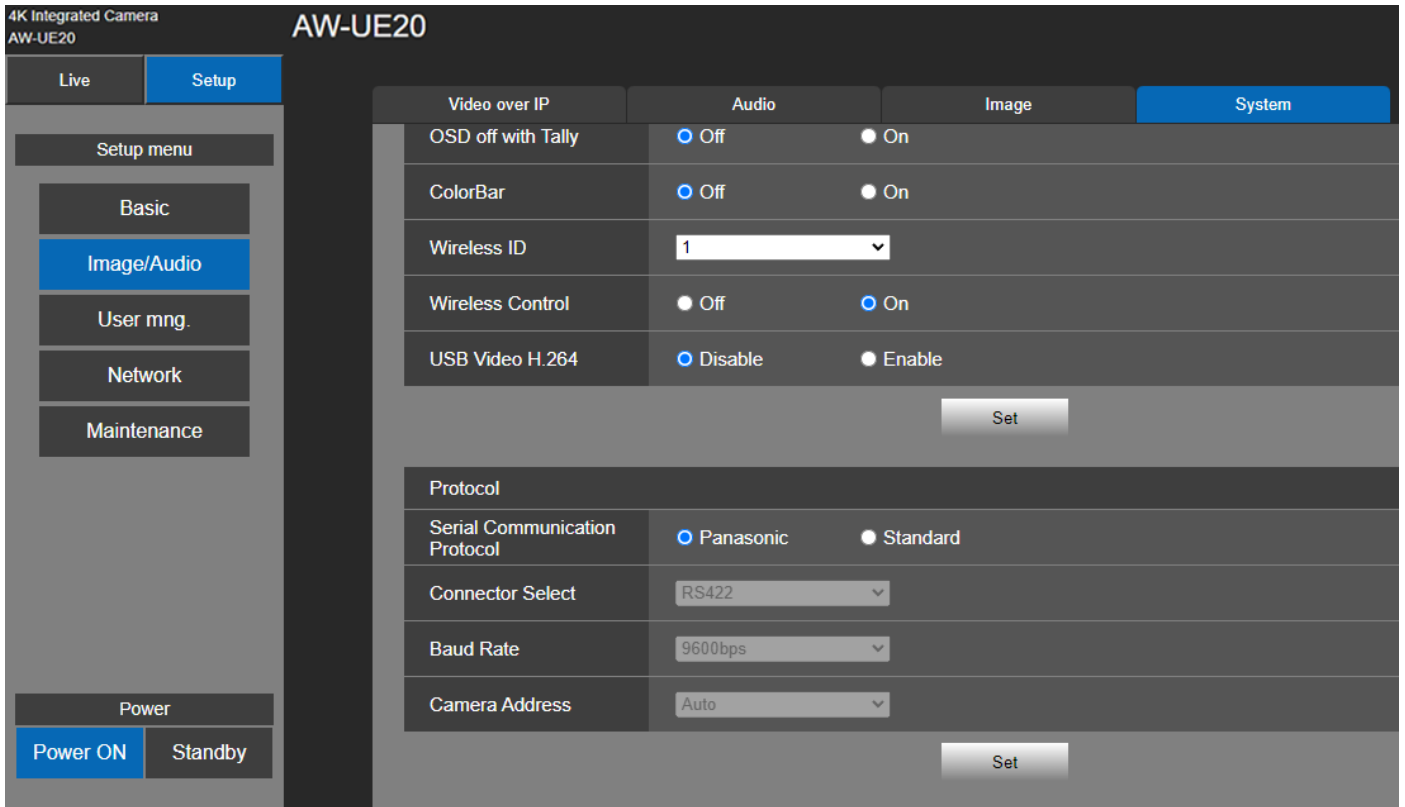 4K Integrated Camera
AW-UE20
AW-UE20
Live
Setup
Setup menu
Basic
Image/Audio
User mng.
Network
Maintenance
Power
Power ON
Standby
Video over IP
Audio
Image
System
OSD off with Tally
Off
On
ColorBar
Off
On
Wireless ID
1
Wireless Control
Off
On
USB Video H.264
Disable
Enable
Set
Protocol
Serial Communication
Protocol
Panasonic
Standard
Connector Select
RS422
Baud Rate
9600bps
Camera Address
Auto
Set